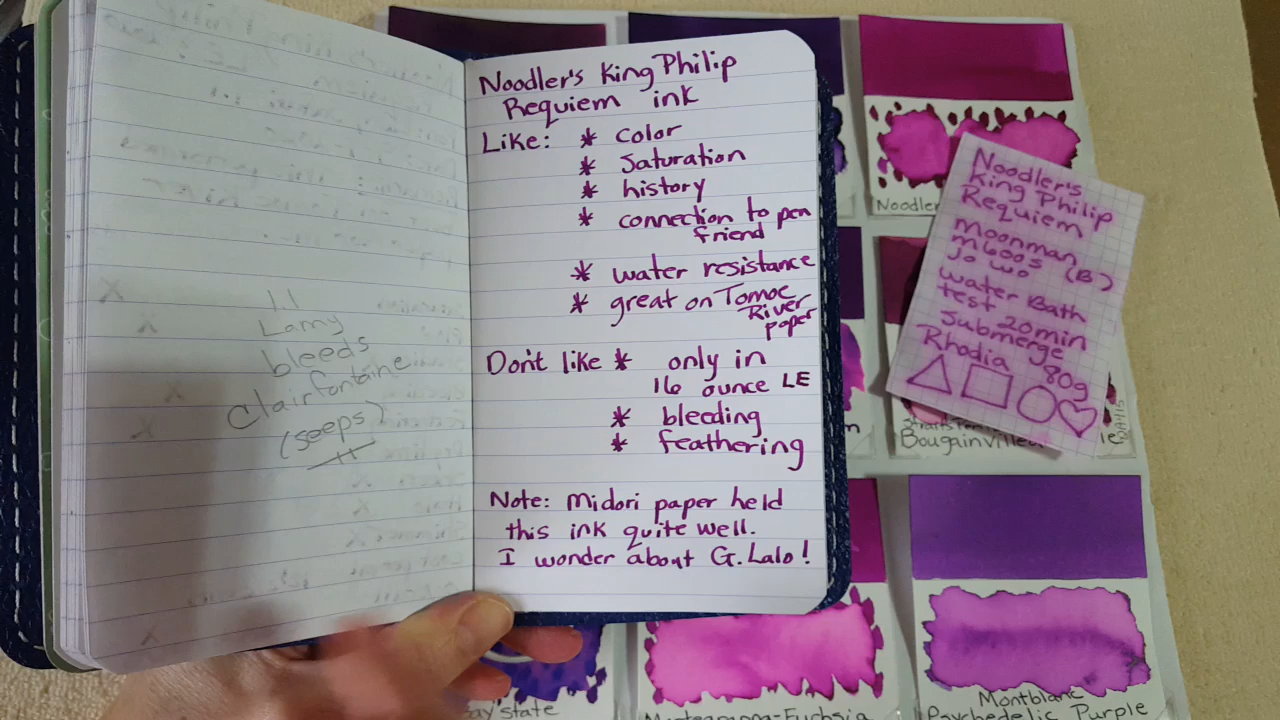 11
Lamy
bleeds
Clairfontaine
(seeps)
Noodler's King Philip
Requiem ink
Like: * color
* Saturation
* history
* connection to pen
friend
* water resistance
* great on Tomoe
River
paper
Don't like * only in
16 ounce LE
* bleeding
* feathering
Note: Midori paper held
this ink quite well.
I wonder about G. Lalo!
Noodler
Noodler's
King Philip
Requiem
Moonman
M600s (B)
Jo Wo
Water Bath
test 20min
Submerge
Rhodia 80g
Bougainville
Montblanc
Psychedelic Purple